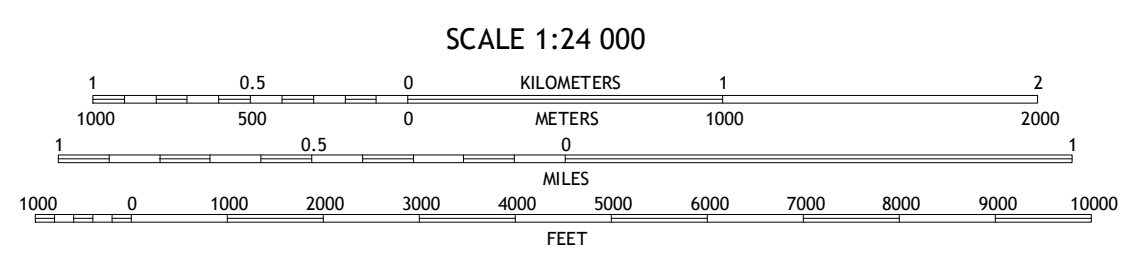 SCALE 1:24 000
1 0.5 0 KILOMETERS 1 2
1000 500 0 METERS 1000 2000
1 0.5 0 1
MILES
1000 0 1000 2000 3000 4000 5000 6000 7000 8000 9000 10000
FEET